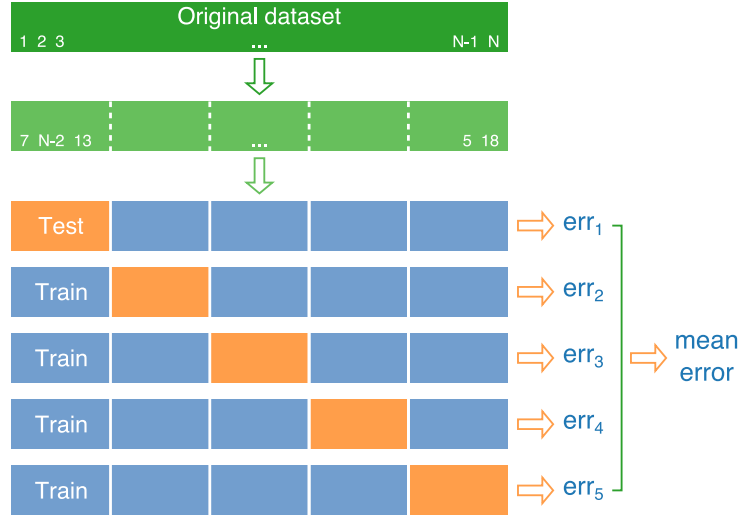 Original dataset
1 2 3 ... N-1 N
7 N-2 13 ... 5 18
Test err₁
Train err₂
Train err₃
mean
error
Train err₄
Train err₅